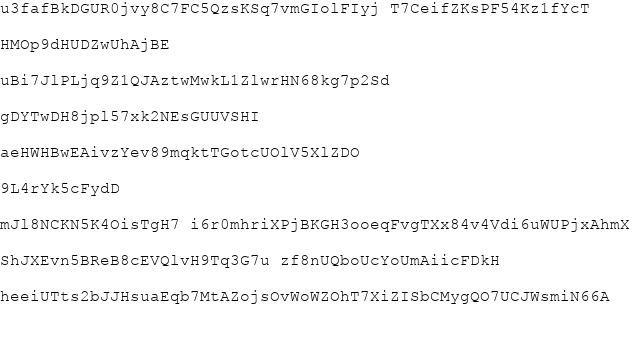 u3fafBkDGUR0jvy8C7FC5QzsKSq7vmGIolFIyj T7CeifZKsPF54Kz1fYcT
HMOp9dHUDZwUhAjBE
uBi7JlPLjq9Z1QJAztwMwkL1ZlwrHN68kg7p2Sd
gDYTwDH8jpl57xk2NEsGUUVSHI
aeHWHBwEAivzYev89mqktTGotcUOlV5XlZDO
9L4rYk5cFydD
mJl8NCKN5K4OisTgH7 i6r0mhriXPjBKGH3ooeqFvgTXx84v4Vdi6uWUPjxAhmX
ShJXEvn5BReB8cEVQlvH9Tq3G7u zf8nUQboUcYoUmAiicFDkH
heeiUTts2bJJHsuaEqb7MtAZojsOvWoWZOhT7XiZISbCMygQO7UCJWsmiN66A